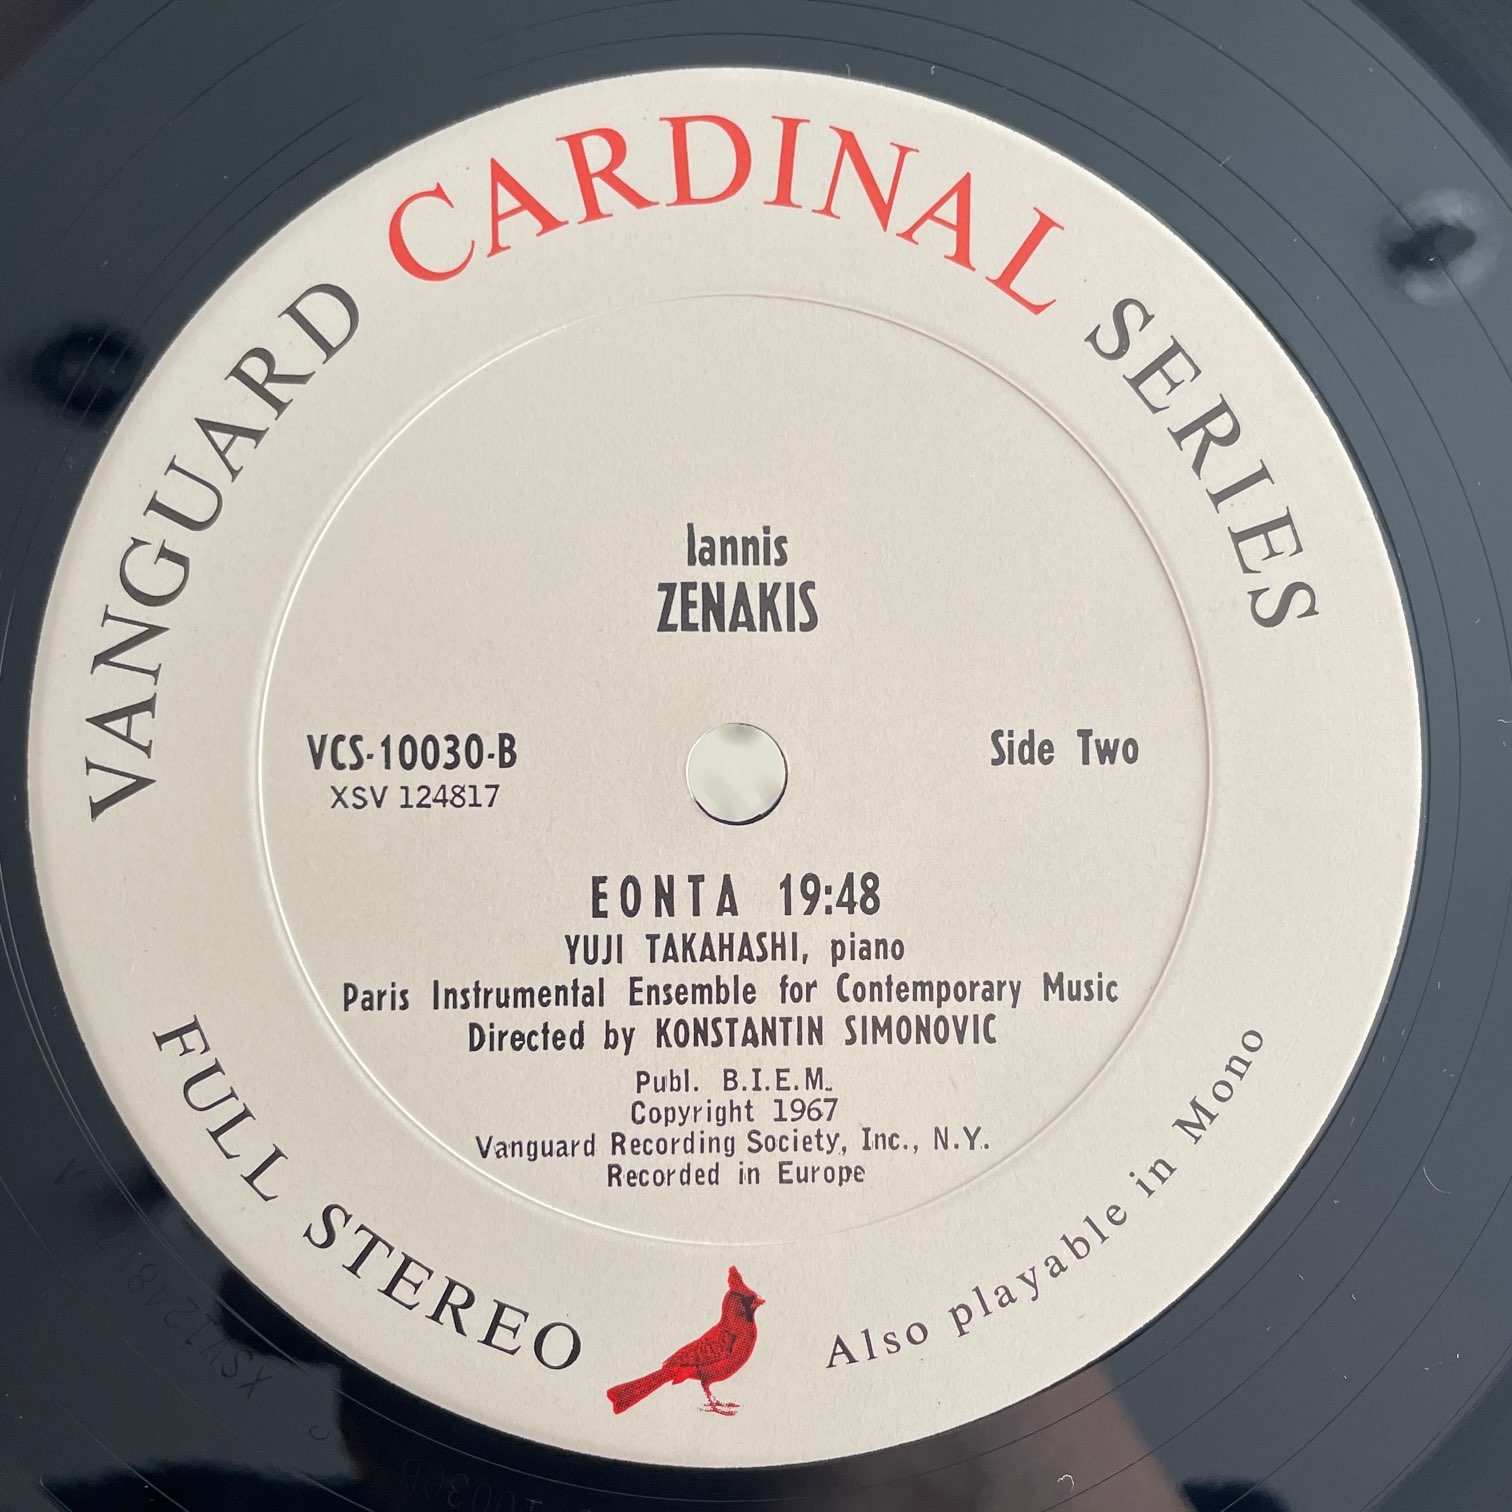 VANGUARD CARDINAL SERIES
Iannis
ZENAKIS
VCS-10030-B
XSV 124817
Side Two
EONTA 19:48
YUJI TAKAHASHI, piano
Paris Instrumental Ensemble for Contemporary Music
Directed by KONSTANTIN SIMONOVIC
Publ. B.I.E.M.
Copyright 1967
Vanguard Recording Society, Inc., N.Y.
Recorded in Europe
FULL STEREO
Also playable in Mono